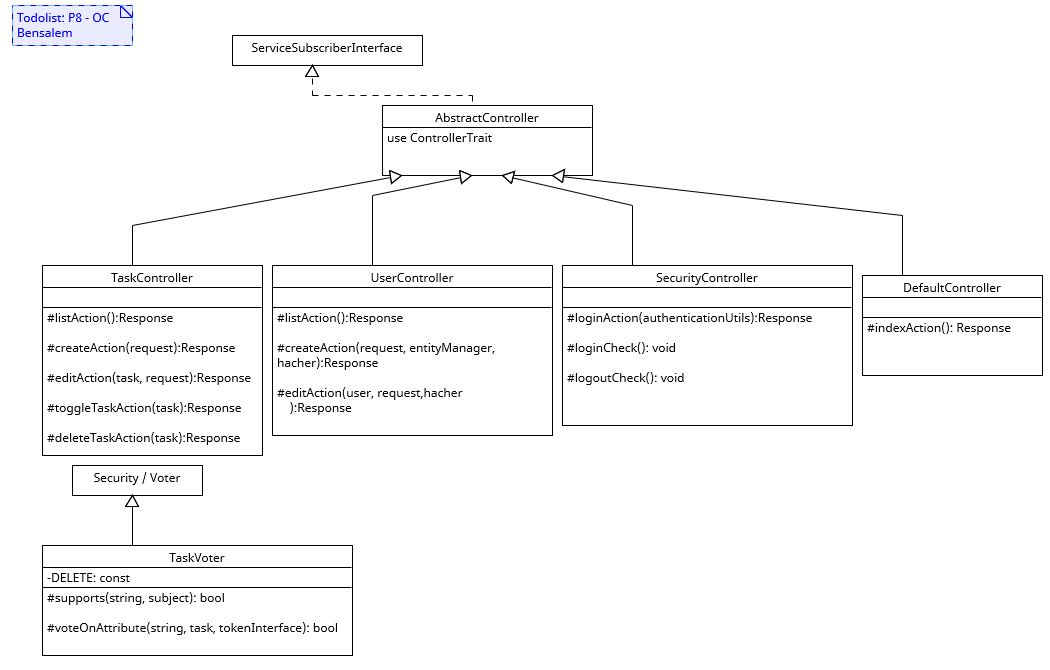 Todolist: P8 - OC
Bensalem
ServiceSubscriberInterface
AbstractController
use ControllerTrait
TaskController
#listAction():Response
#createAction(request):Response
#editAction(task, request):Response
#toggleTaskAction(task):Response
#deleteTaskAction(task):Response
UserController
#listAction():Response
#createAction(request, entityManager,
hacher):Response
#editAction(user, request,hacher
):Response
SecurityController
#loginAction(authenticationUtils):Response
#loginCheck(): void
#logoutCheck(): void
DefaultController
#indexAction(): Response
Security / Voter
TaskVoter
-DELETE: const
#supports(string, subject): bool
#voteOnAttribute(string, task, tokenInterface): bool